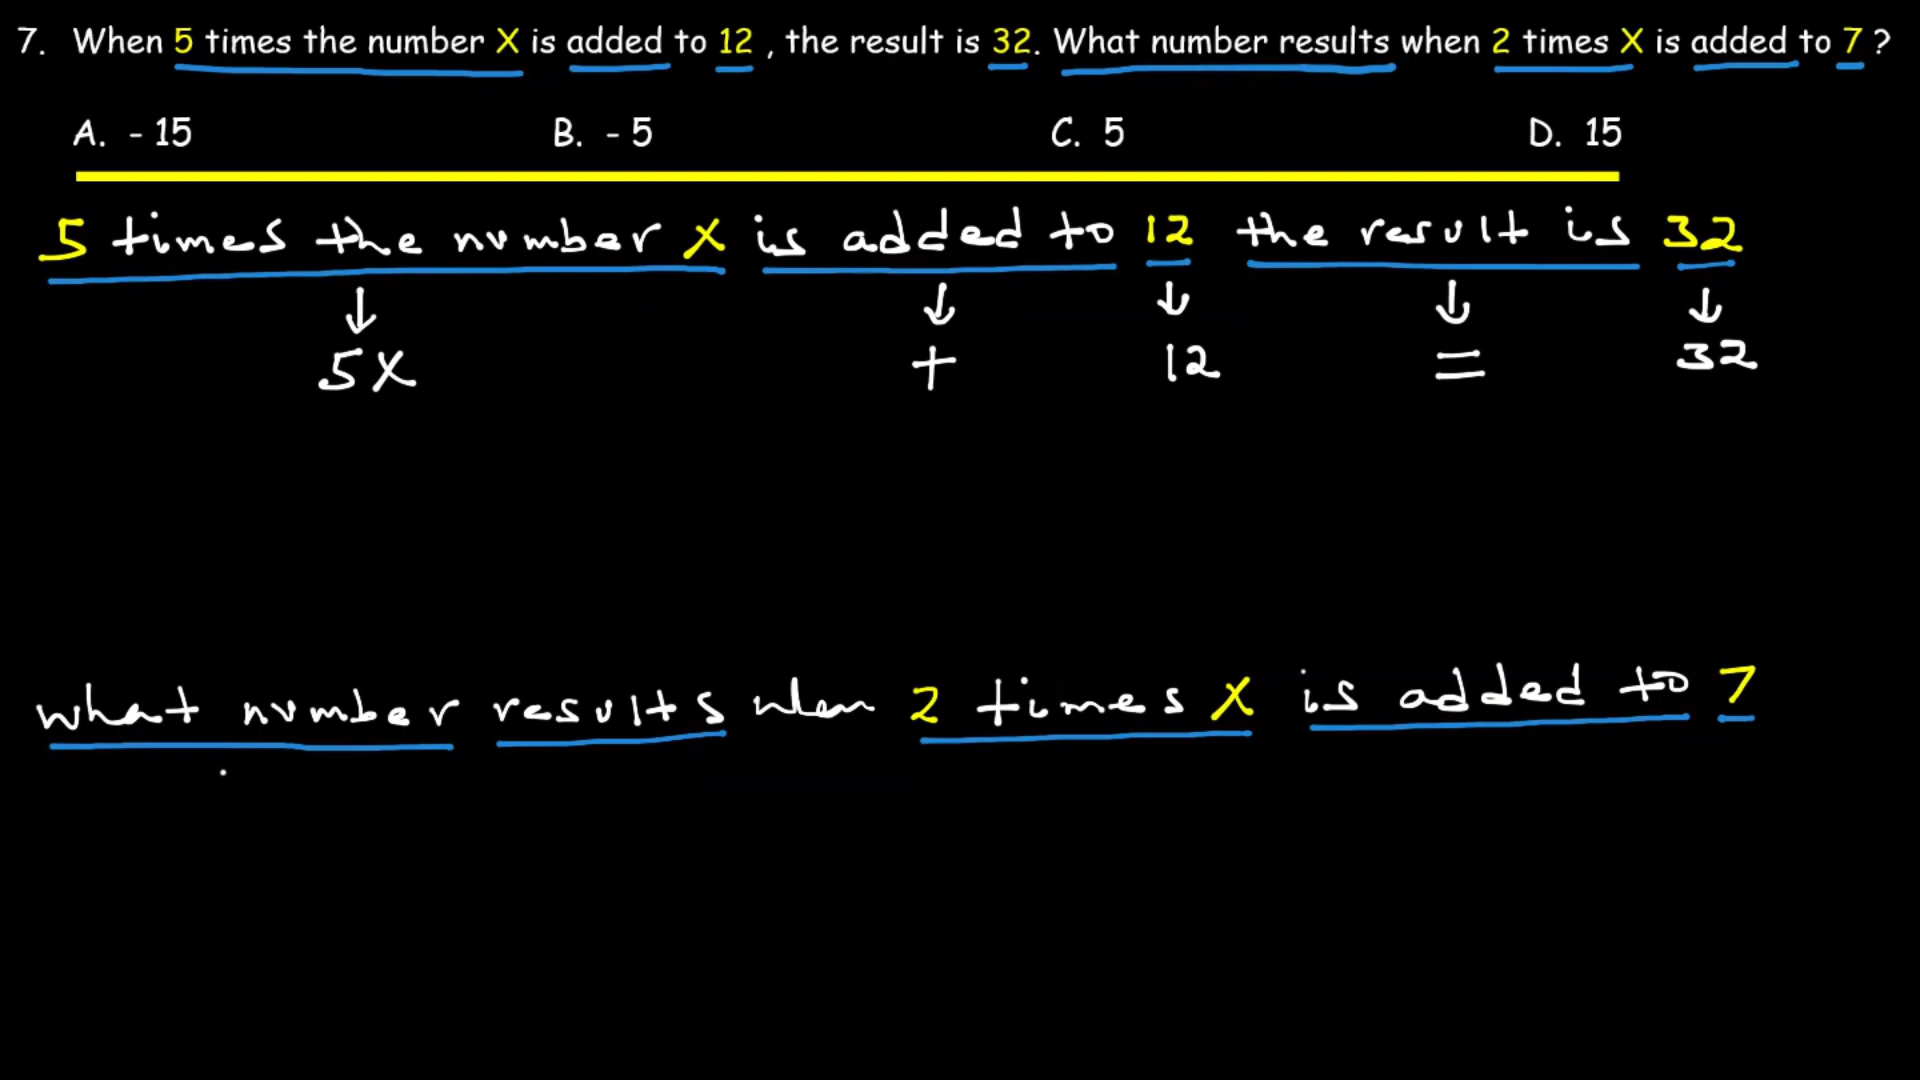 7. When 5 times the number X is added to 12 , the result is 32. What number results when 2 times X is added to 7 ?
A. - 15 B. - 5 C. 5 D. 15
5 times the number X is added to 12 the result is 32
↓ ↓ ↓ ↓ ↓
5X + 12 = 32
what number results when 2 times X is added to 7